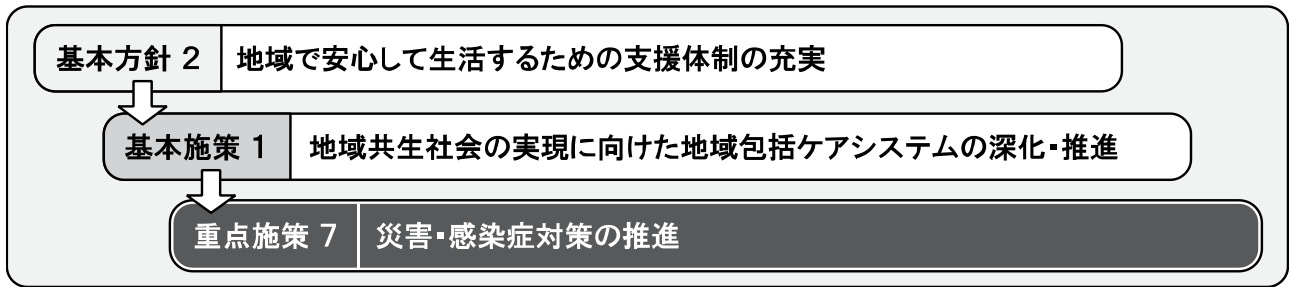 基本方針 2 地域で安心して生活するための支援体制の充実
基本施策 1 地域共生社会の実現に向けた地域包括ケアシステムの深化・推進
重点施策 7 災害・感染症対策の推進